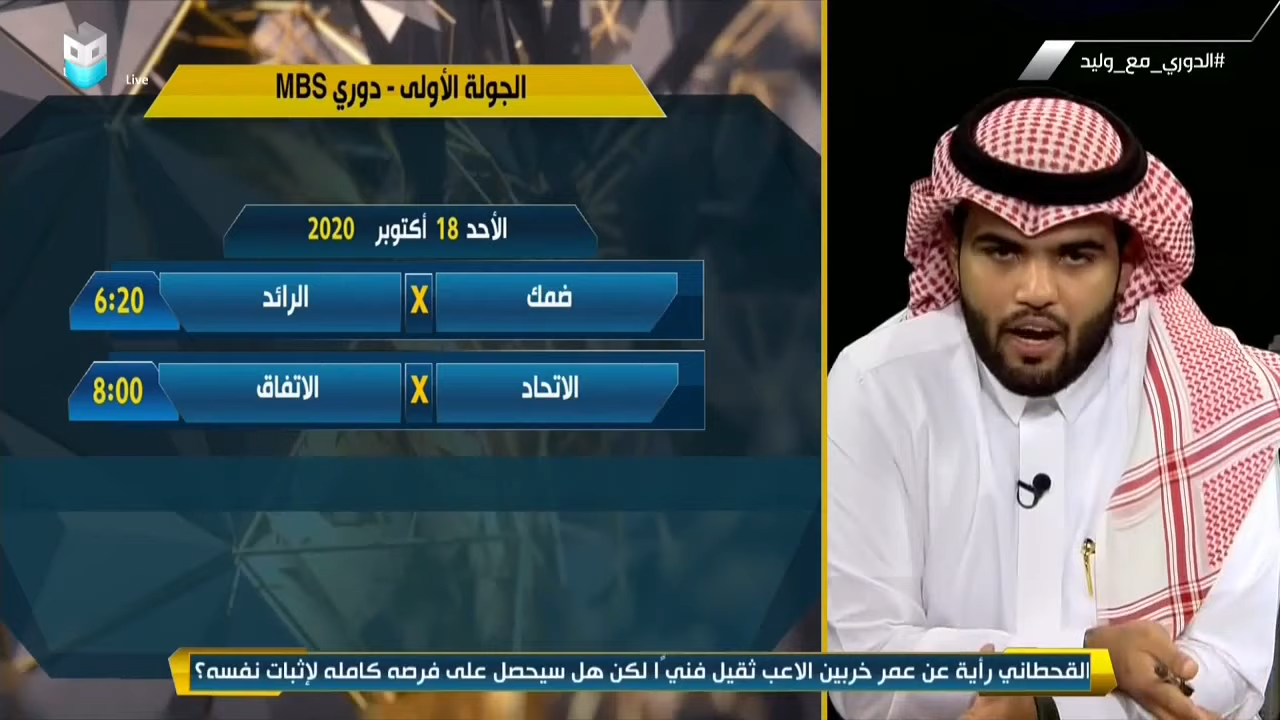 Live
#الدوري_مع_وليد
الجولة الأولى - دوري MBS
الأحد 18 أكتوبر 2020
ضمك X الرائد 6:20
الاتحاد X الاتفاق 8:00
القحطاني رأية عن عمر خربين الاعب ثقيل فني ًا لكن هل سيحصل على فرصه كامله لإثبات نفسه؟